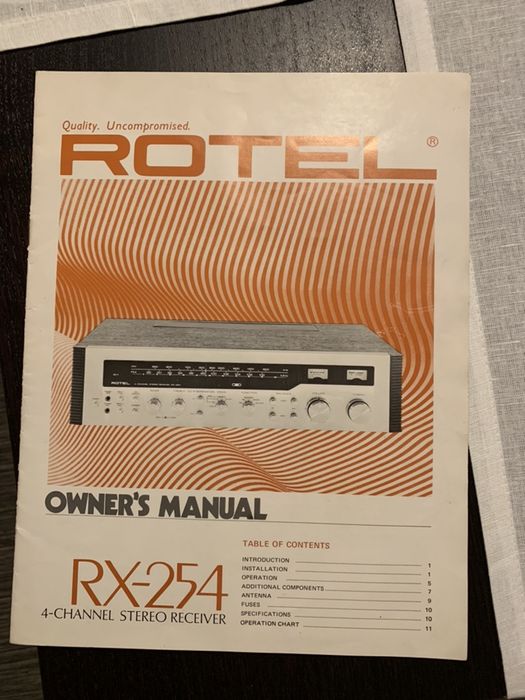 Quality. Uncompromised.
ROTEL®
ROTEL
OWNER'S MANUAL
RX-254
4-CHANNEL STEREO RECEIVER
TABLE OF CONTENTS
INTRODUCTION 1
INSTALLATION 1
OPERATION 5
ADDITIONAL COMPONENTS 7
ANTENNA 9
FUSES 10
SPECIFICATIONS 10
OPERATION CHART 11